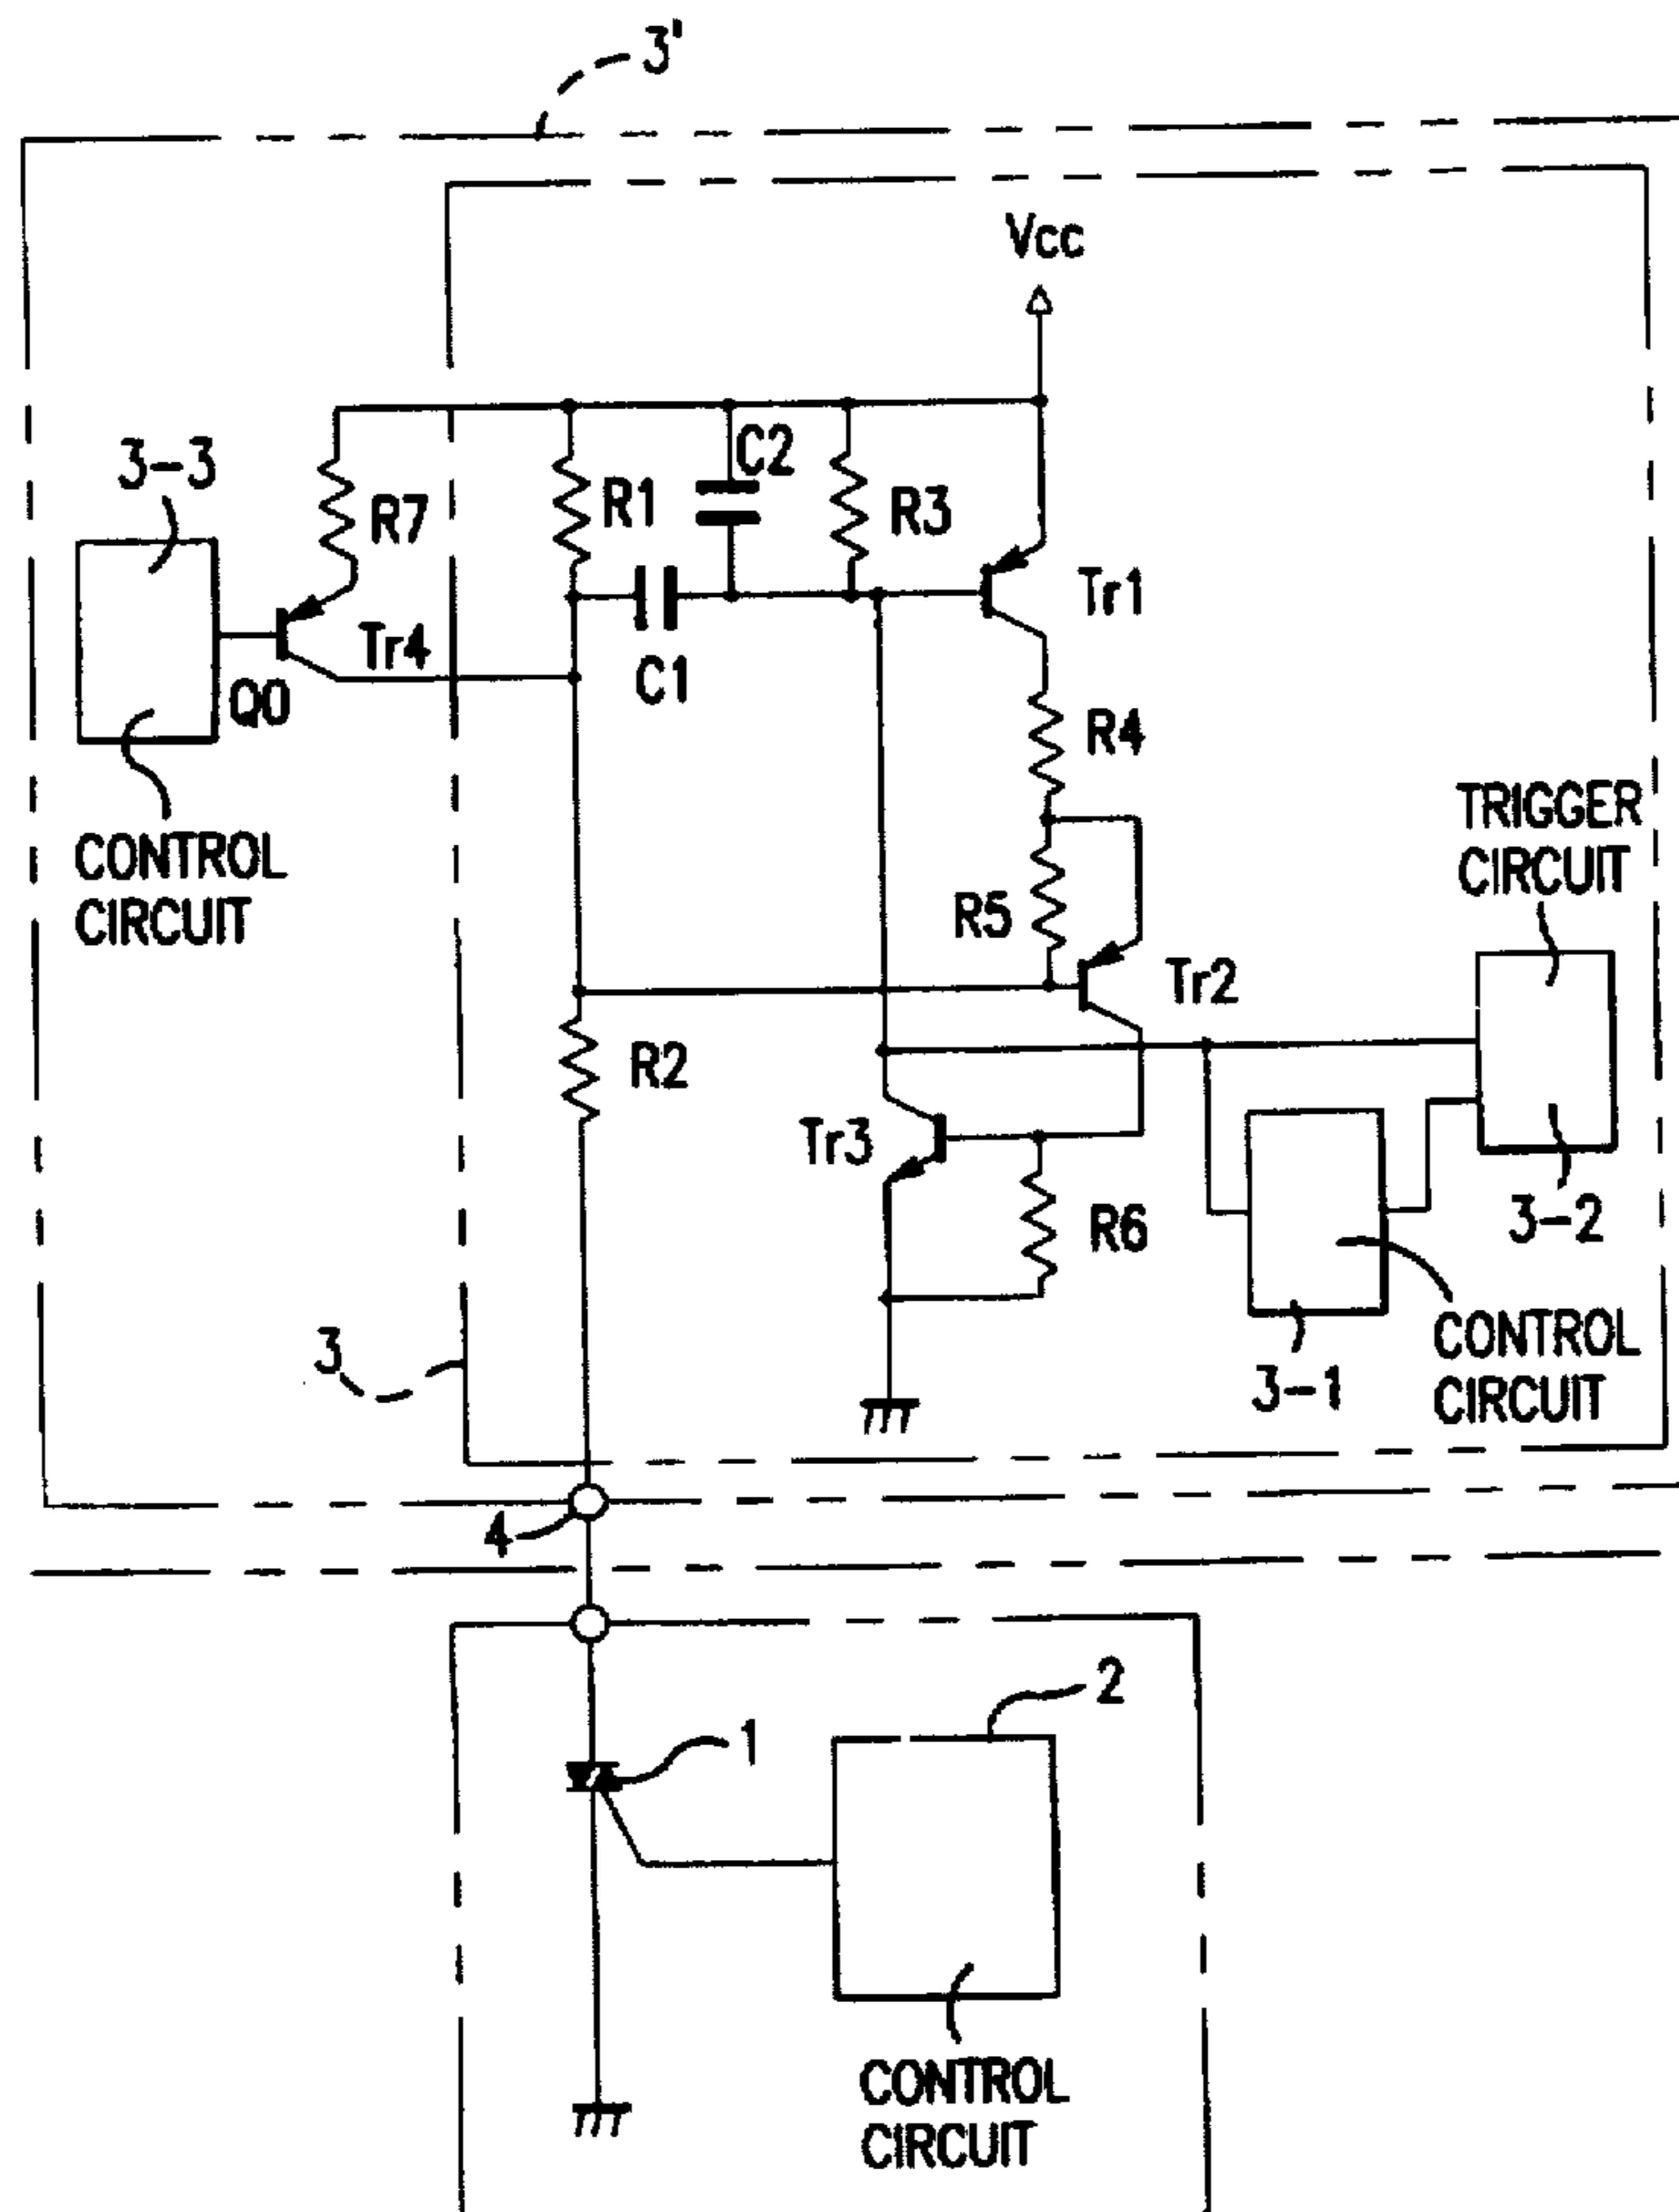 3'
Vcc
3-3
R7
R1
C2
R3
Tr1
Tr4
Q0
C1
R4
CONTROL
CIRCUIT
TRIGGER
CIRCUIT
R5
Tr2
R2
Tr3
R6
3-2
3
3-1
CONTROL
CIRCUIT
4
2
1
CONTROL
CIRCUIT